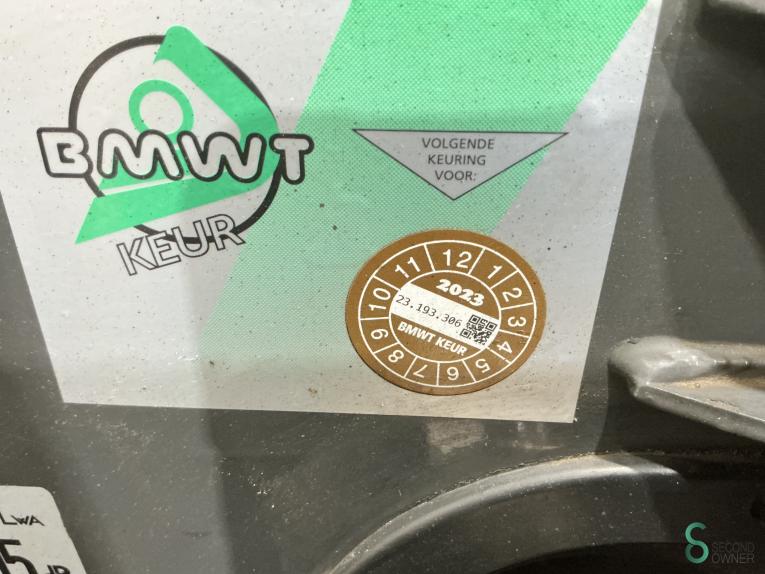 BMWT
KEUR
VOLGENDE
KEURING
VOOR:
11 12 1 2 3 4 5 6 7 8 9 10
2023
23.193.306
BMWT KEUR
LWA
5
SECOND
OWNER